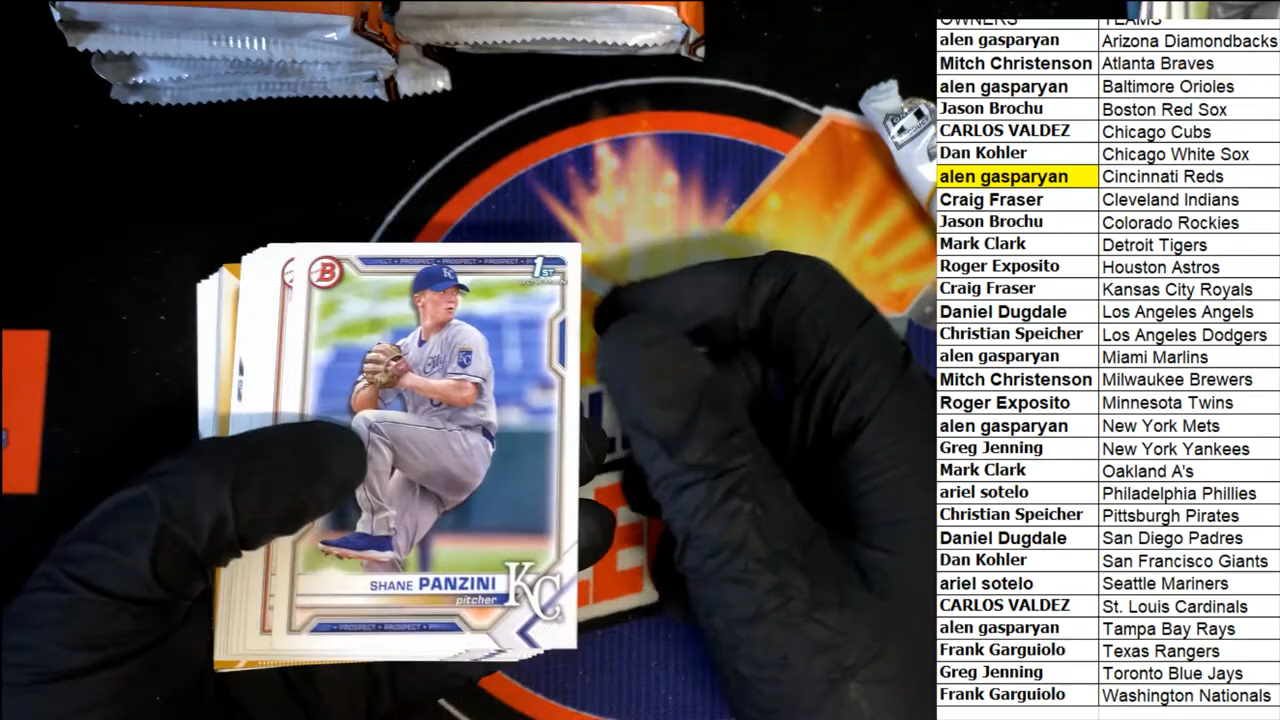 OWNERS TEAMS
alen gasparyan Arizona Diamondbacks
Mitch Christenson Atlanta Braves
alen gasparyan Baltimore Orioles
Jason Brochu Boston Red Sox
CARLOS VALDEZ Chicago Cubs
Dan Kohler Chicago White Sox
alen gasparyan Cincinnati Reds
Craig Fraser Cleveland Indians
Jason Brochu Colorado Rockies
Mark Clark Detroit Tigers
Roger Exposito Houston Astros
Craig Fraser Kansas City Royals
Daniel Dugdale Los Angeles Angels
Christian Speicher Los Angeles Dodgers
alen gasparyan Miami Marlins
Mitch Christenson Milwaukee Brewers
Roger Exposito Minnesota Twins
alen gasparyan New York Mets
Greg Jenning New York Yankees
Mark Clark Oakland A's
ariel sotelo Philadelphia Phillies
Christian Speicher Pittsburgh Pirates
Daniel Dugdale San Diego Padres
Dan Kohler San Francisco Giants
ariel sotelo Seattle Mariners
CARLOS VALDEZ St. Louis Cardinals
alen gasparyan Tampa Bay Rays
Frank Garguiolo Texas Rangers
Greg Jenning Toronto Blue Jays
Frank Garguiolo Washington Nationals
PROSPECT PROSPECT
B
1ST
KC
KC
SHANE PANZINI
pitcher
KC
PROSPECT PROSPECT